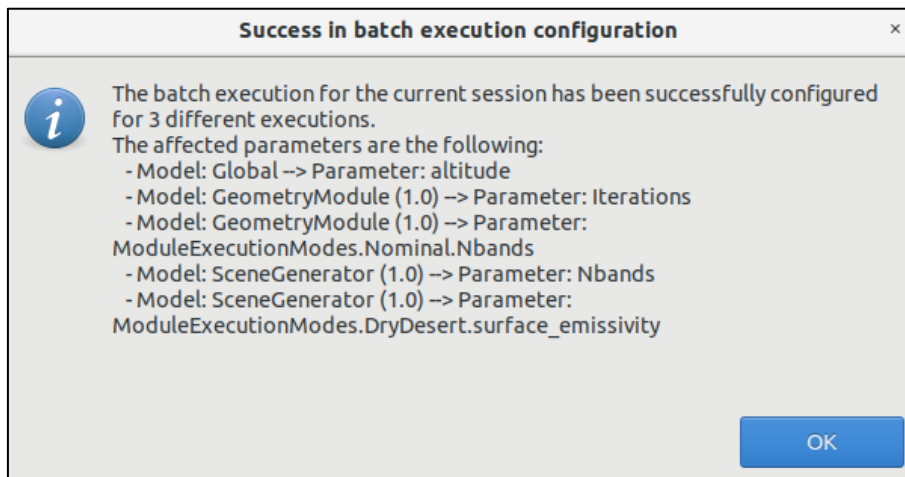 Success in batch execution configuration ×
i
The batch execution for the current session has been successfully configured
for 3 different executions.
The affected parameters are the following:
- Model: Global --> Parameter: altitude
- Model: GeometryModule (1.0) --> Parameter: Iterations
- Model: GeometryModule (1.0) --> Parameter:
ModuleExecutionModes.Nominal.Nbands
- Model: SceneGenerator (1.0) --> Parameter: Nbands
- Model: SceneGenerator (1.0) --> Parameter:
ModuleExecutionModes.DryDesert.surface_emissivity
OK